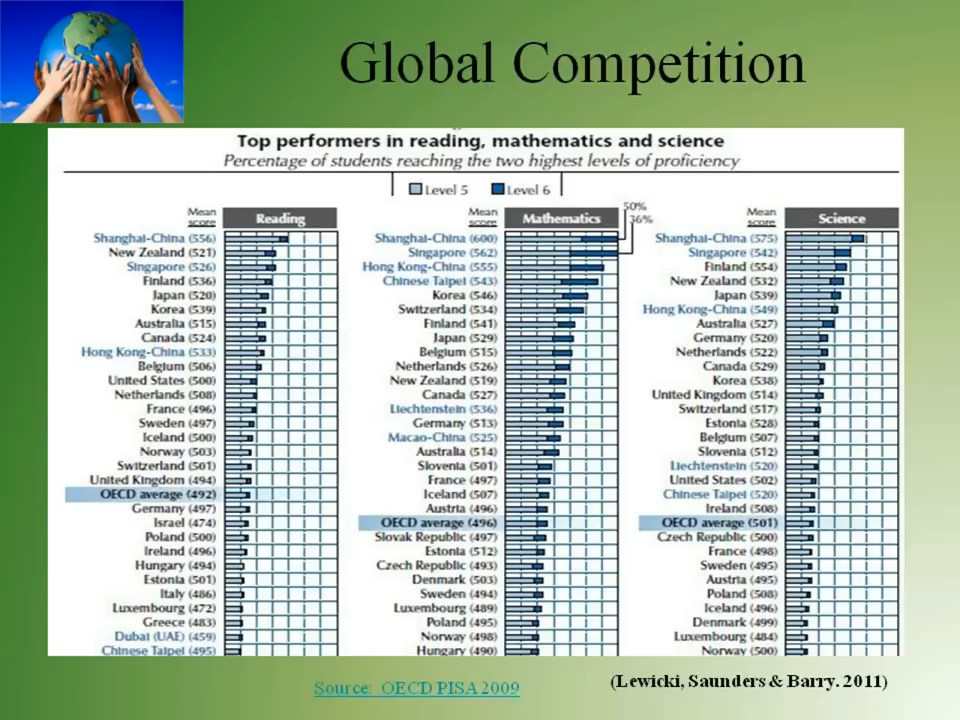 Global Competition
Top performers in reading, mathematics and science
Percentage of students reaching the two highest levels of proficiency
Level 5 Level 6
Mean score Reading
Shanghai-China (556)
New Zealand (521)
Singapore (526)
Finland (536)
Japan (520)
Korea (539)
Australia (515)
Canada (524)
Hong Kong-China (533)
Belgium (506)
United States (500)
Netherlands (508)
France (496)
Sweden (497)
Iceland (500)
Norway (503)
Switzerland (501)
United Kingdom (494)
OECD average (492)
Germany (497)
Israel (474)
Poland (500)
Ireland (496)
Hungary (494)
Estonia (501)
Italy (486)
Luxembourg (472)
Greece (483)
Dubai (UAE) (459)
Chinese Taipei (495)
Mean score Mathematics
50%
36%
Shanghai-China (600)
Singapore (562)
Hong Kong-China (555)
Chinese Taipei (543)
Korea (546)
Switzerland (534)
Finland (541)
Japan (529)
Belgium (515)
Netherlands (526)
New Zealand (519)
Canada (527)
Liechtenstein (536)
Germany (513)
Macao-China (525)
Australia (514)
Slovenia (501)
France (497)
Iceland (507)
Austria (496)
OECD average (496)
Slovak Republic (497)
Estonia (512)
Czech Republic (493)
Denmark (503)
Sweden (494)
Luxembourg (489)
Poland (495)
Norway (498)
Hungary (490)
Mean score Science
Shanghai-China (575)
Singapore (542)
Finland (554)
New Zealand (532)
Japan (539)
Hong Kong-China (549)
Australia (527)
Germany (520)
Netherlands (522)
Canada (529)
Korea (538)
United Kingdom (514)
Switzerland (517)
Estonia (528)
Belgium (507)
Slovenia (512)
Liechtenstein (520)
United States (502)
Chinese Taipei (520)
Ireland (508)
OECD average (501)
Czech Republic (500)
France (498)
Sweden (495)
Austria (495)
Poland (508)
Iceland (496)
Denmark (499)
Luxembourg (484)
Norway (500)
Source: OECD PISA 2009
(Lewicki, Saunders & Barry. 2011)